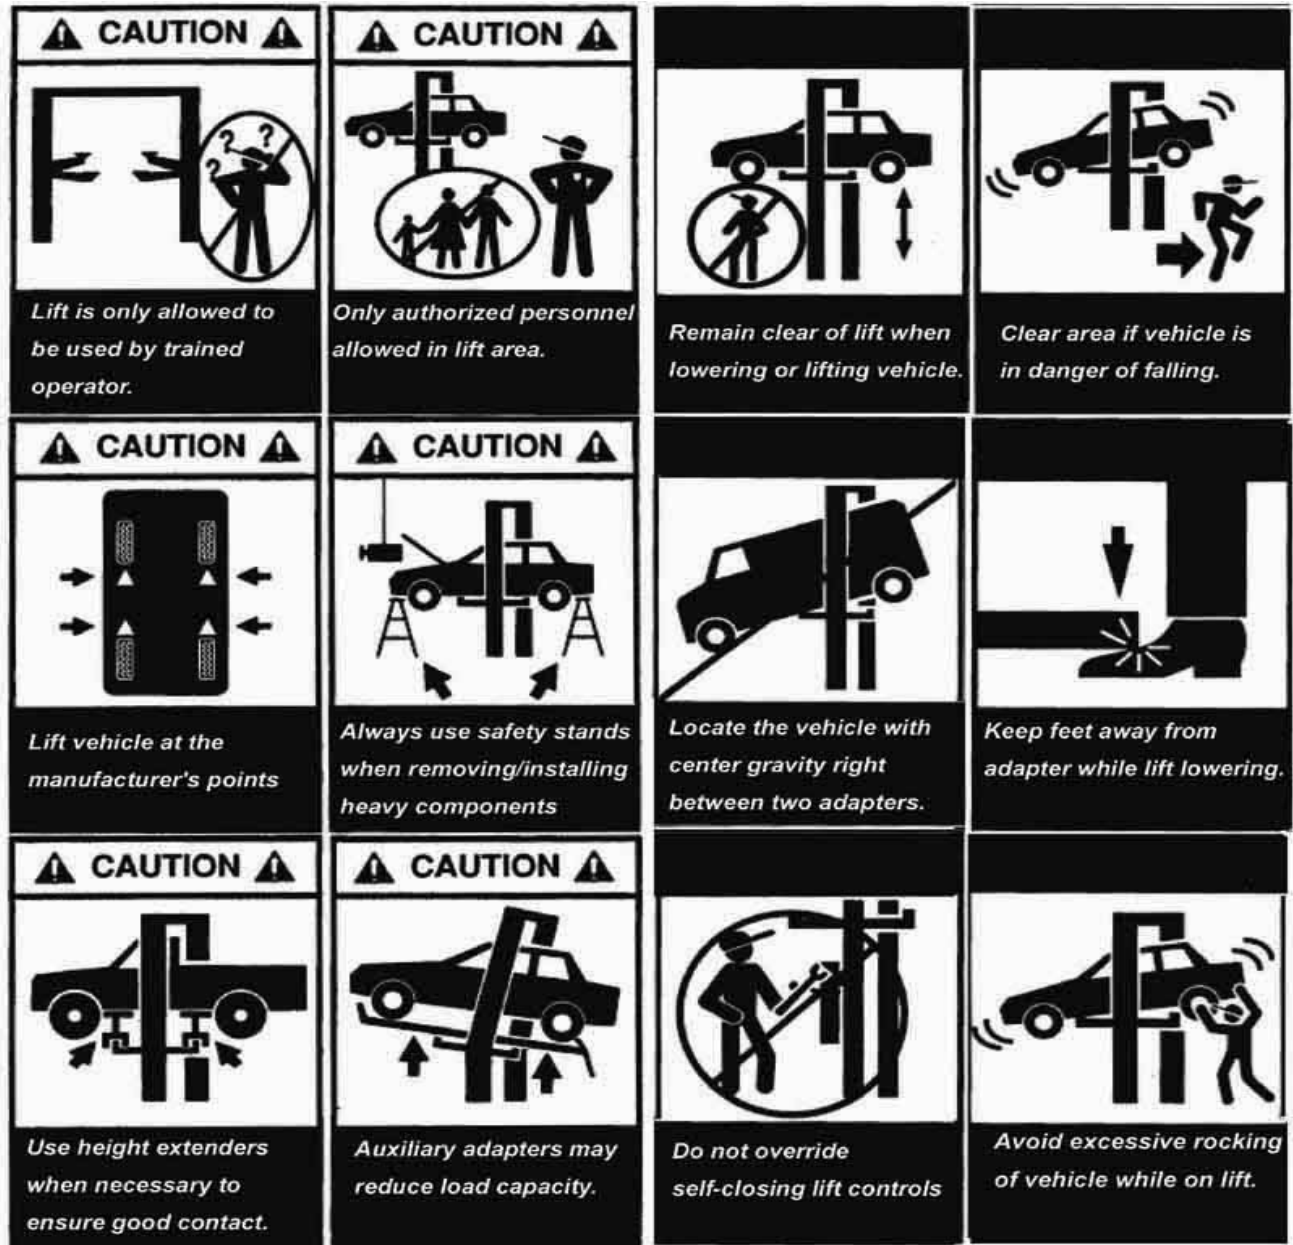 CAUTION
Lift is only allowed to
be used by trained
operator.
CAUTION
Only authorized personnel
allowed in lift area.
Remain clear of lift when
lowering or lifting vehicle.
Clear area if vehicle is
in danger of falling.
CAUTION
Lift vehicle at the
manufacturer's points
CAUTION
Always use safety stands
when removing/installing
heavy components
Locate the vehicle with
center gravity right
between two adapters.
Keep feet away from
adapter while lift lowering.
CAUTION
Use height extenders
when necessary to
ensure good contact.
CAUTION
Auxiliary adapters may
reduce load capacity.
Do not override
self-closing lift controls
Avoid excessive rocking
of vehicle while on lift.